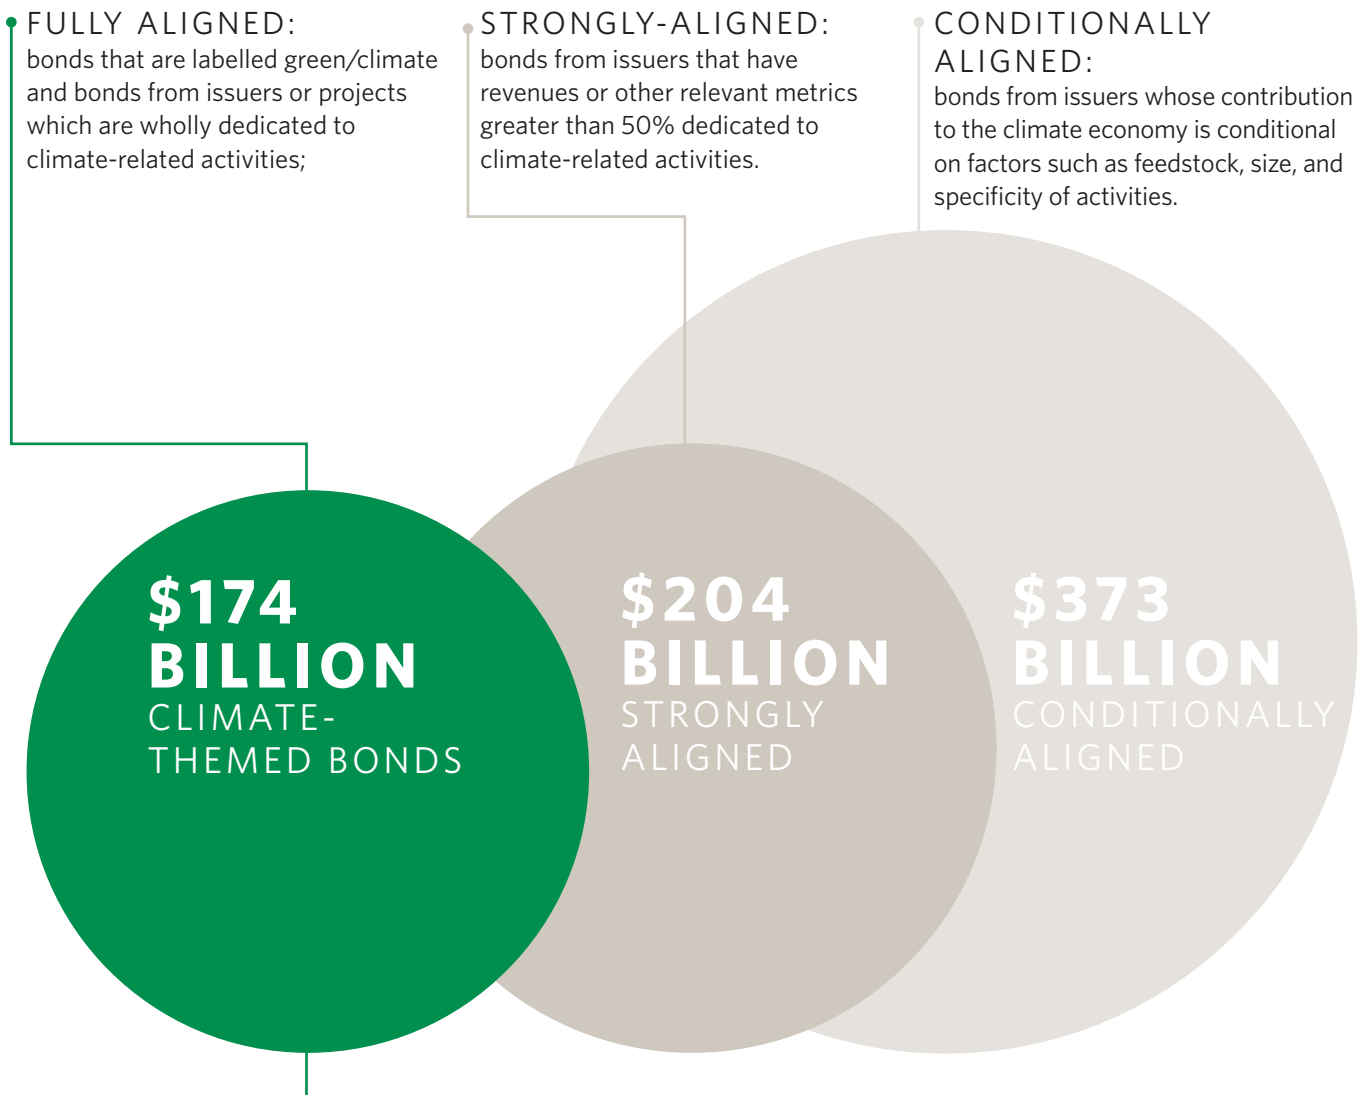 FULLY ALIGNED:
bonds that are labelled green/climate
and bonds from issuers or projects
which are wholly dedicated to
climate-related activities;
STRONGLY-ALIGNED:
bonds from issuers that have
revenues or other relevant metrics
greater than 50% dedicated to
climate-related activities.
CONDITIONALLY
ALIGNED:
bonds from issuers whose contribution
to the climate economy is conditional
on factors such as feedstock, size, and
specificity of activities.
$174
BILLION
CLIMATE-
THEMED BONDS
$204
BILLION
STRONGLY
ALIGNED
$373
BILLION
CONDITIONALLY
ALIGNED